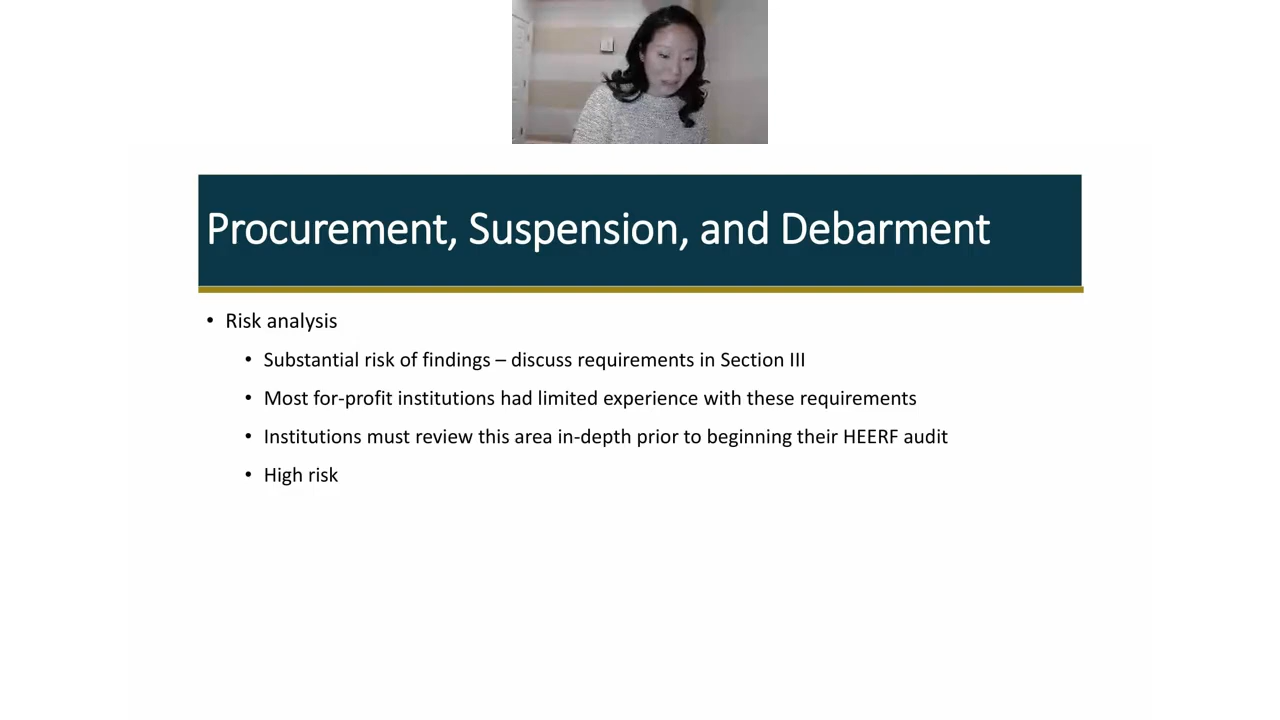 Procurement, Suspension, and Debarment
• Risk analysis
• Substantial risk of findings – discuss requirements in Section III
• Most for-profit institutions had limited experience with these requirements
• Institutions must review this area in-depth prior to beginning their HEERF audit
• High risk